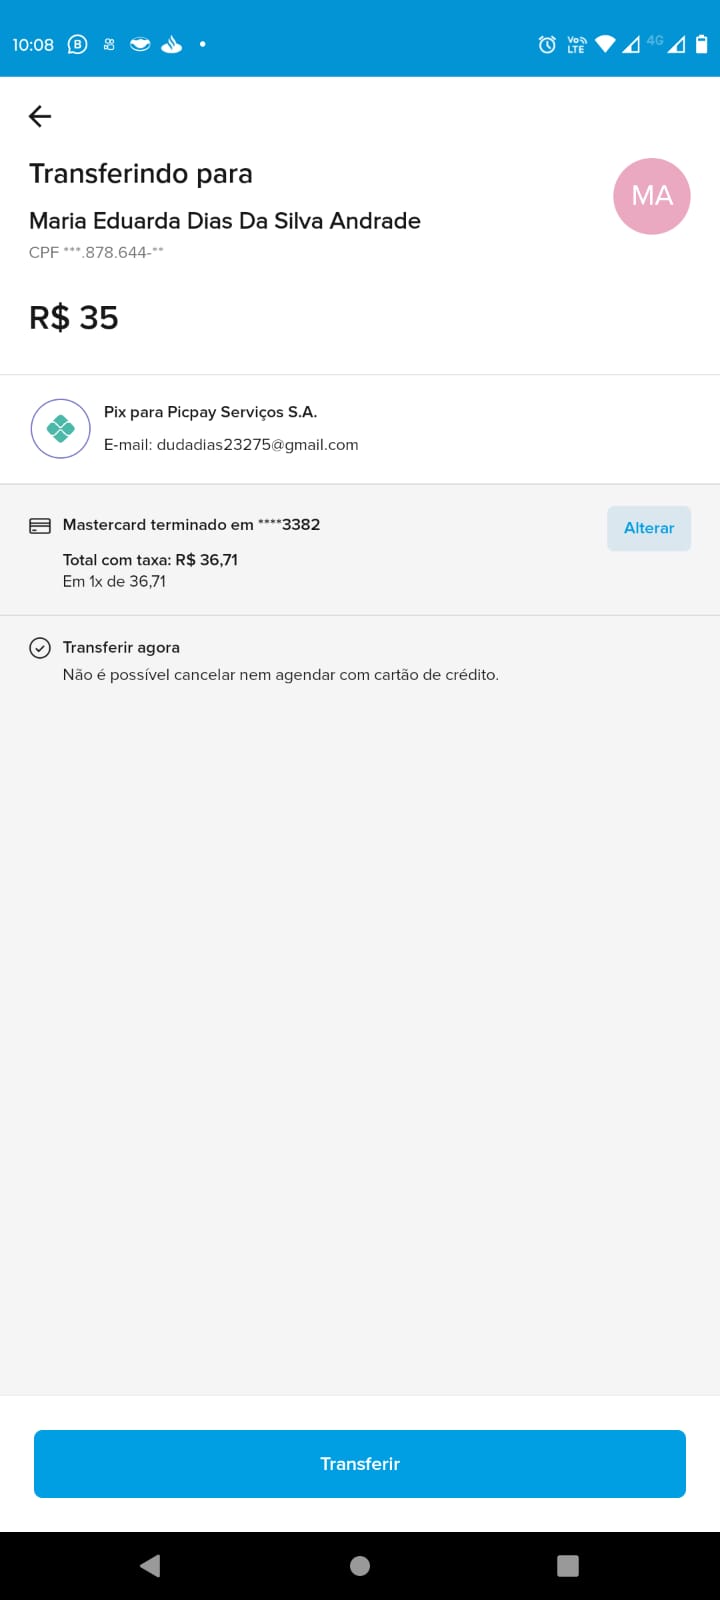 10:08
VoLTE
4G
Transferindo para
MA
Maria Eduarda Dias Da Silva Andrade
CPF ***.878.644-**
R$ 35
Pix para Picpay Serviços S.A.
E-mail: dudadias23275@gmail.com
Mastercard terminado em ****3382
Alterar
Total com taxa: R$ 36,71
Em 1x de 36,71
Transferir agora
Não é possível cancelar nem agendar com cartão de crédito.
Transferir